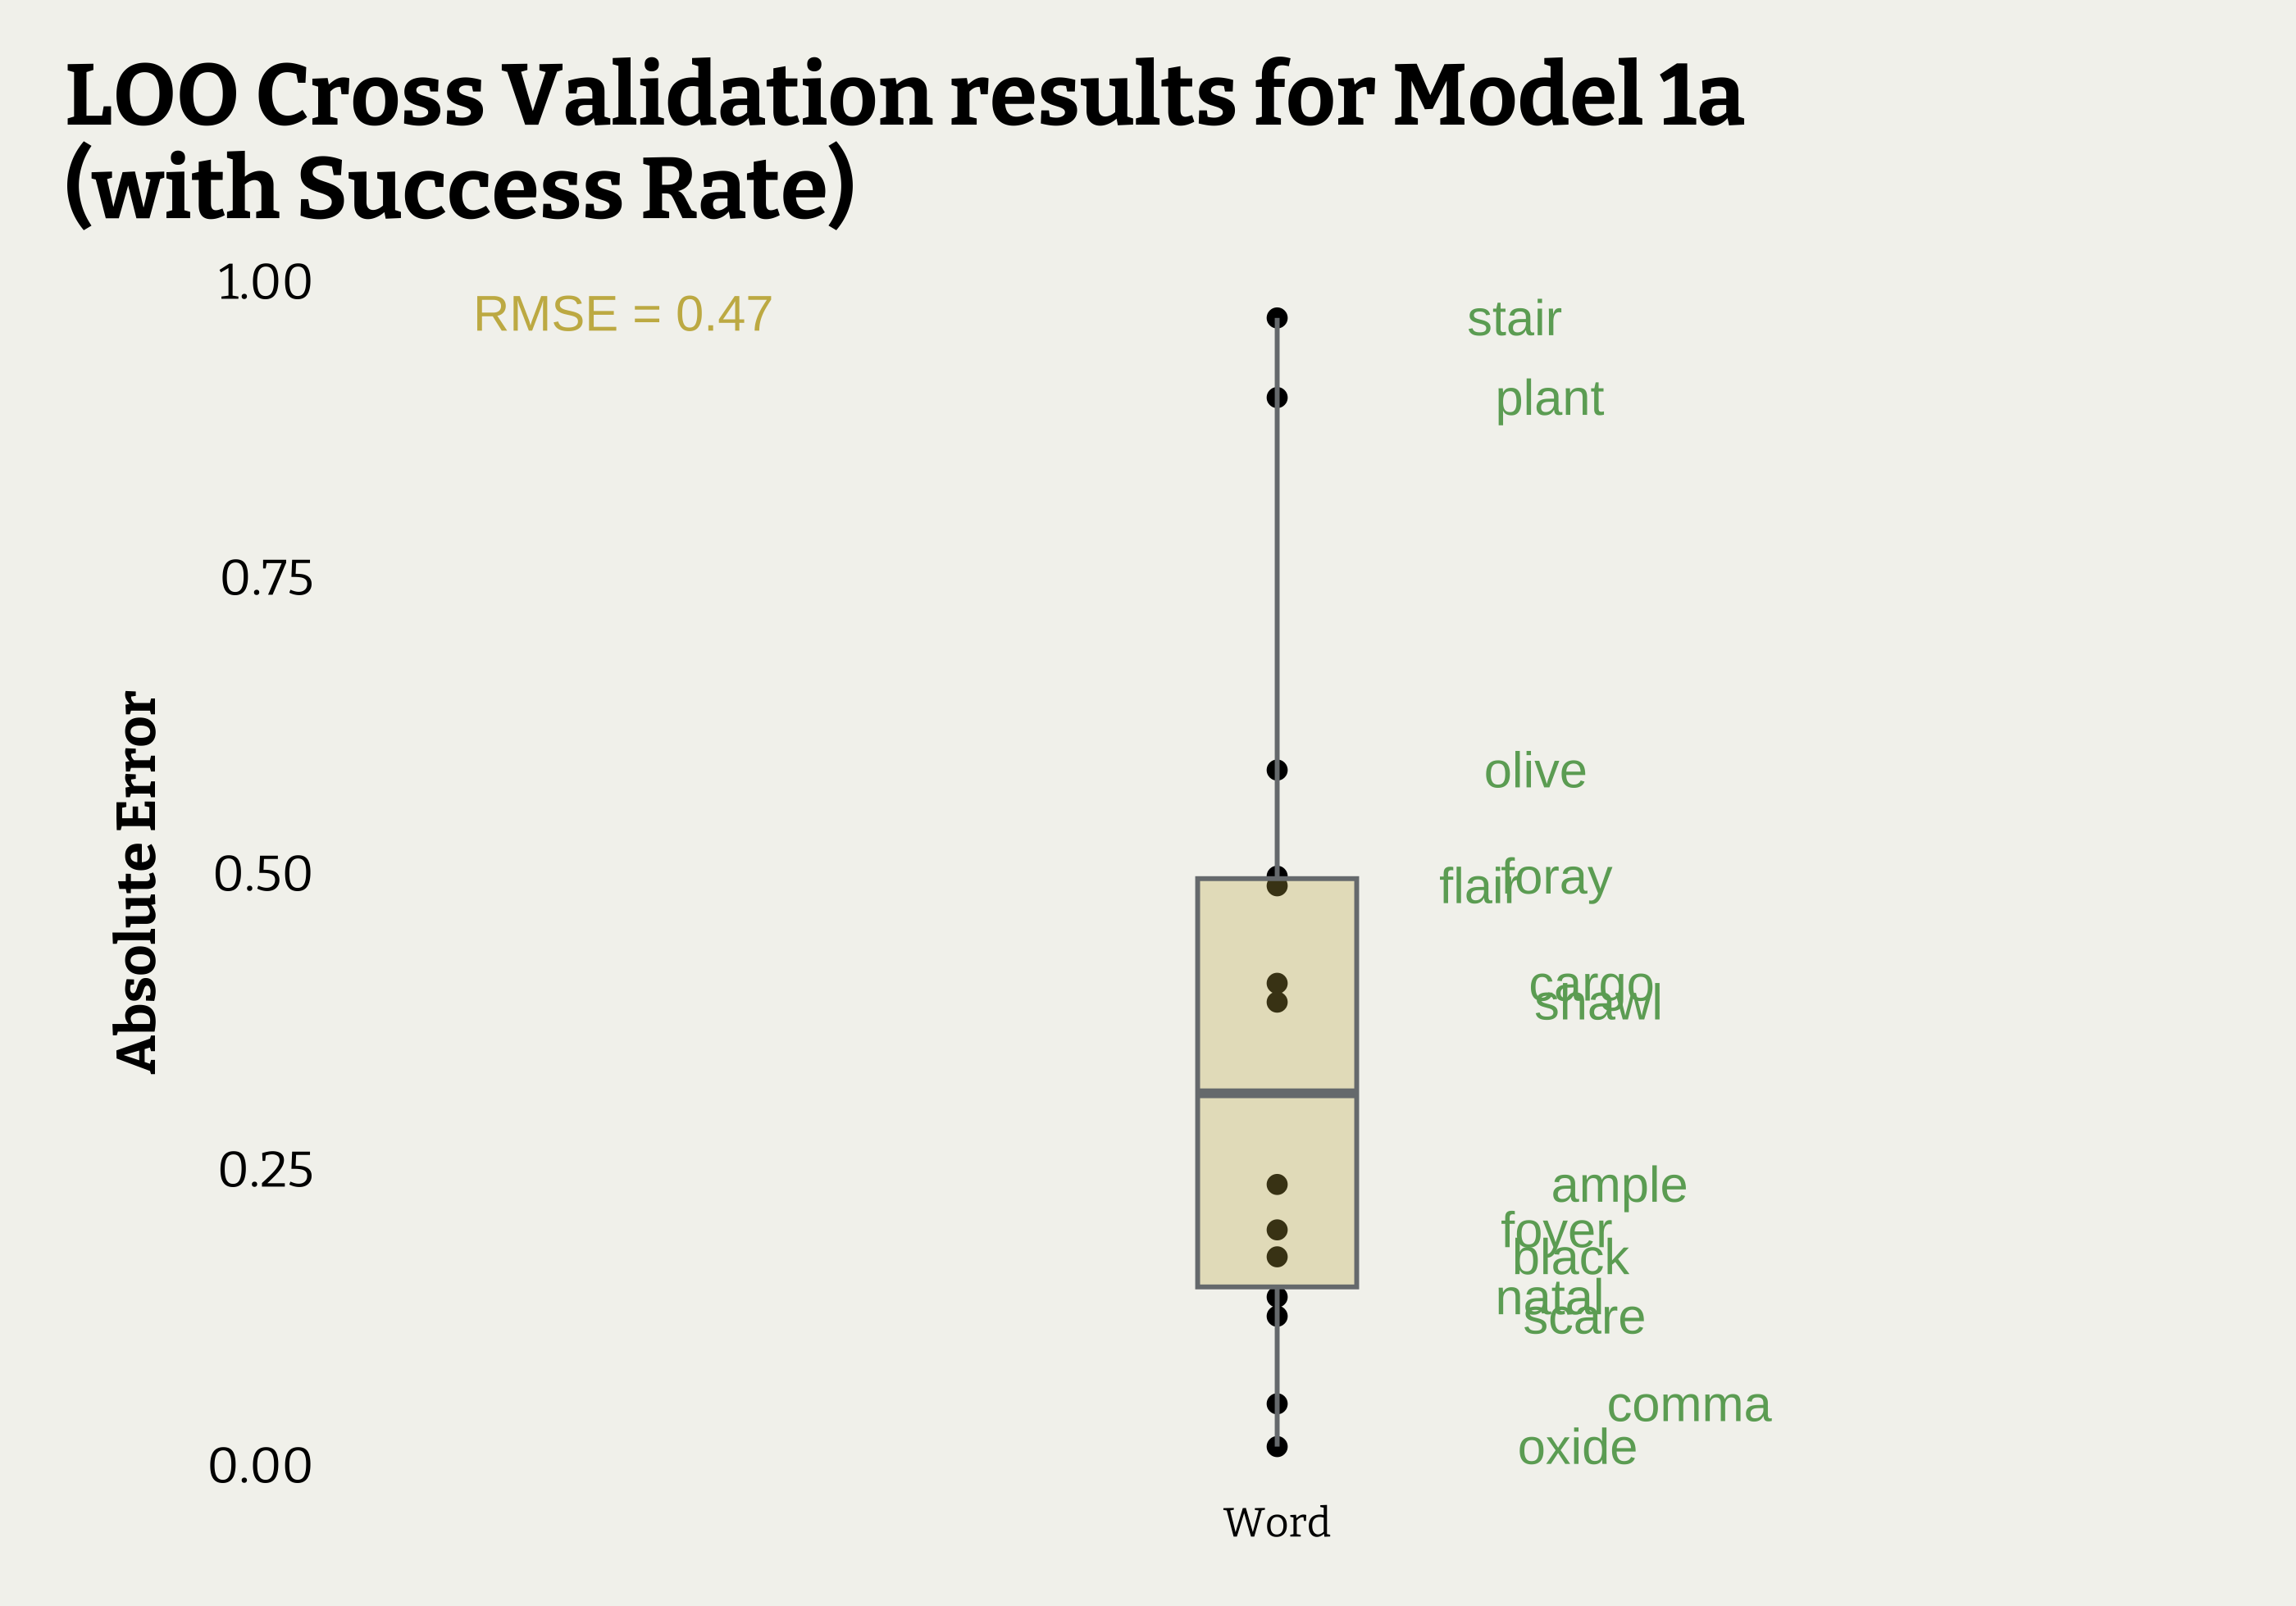 LOO Cross Validation results for Model 1a
(with Success Rate)
1.00
RMSE = 0.47
stair
plant
0.75
olive
Absolute Error
0.50
foray
flair
cargo
shawl
0.25
ample
foyer
black
natal
scare
comma
oxide
0.00
Word